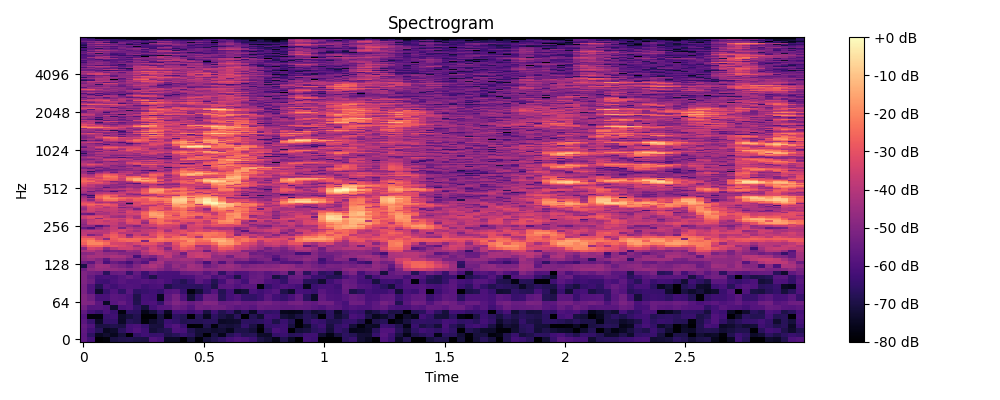 Spectrogram
Hz
4096
2048
1024
512
256
128
64
0
0
0.5
1
1.5
2
2.5
Time
+0 dB
-10 dB
-20 dB
-30 dB
-40 dB
-50 dB
-60 dB
-70 dB
-80 dB